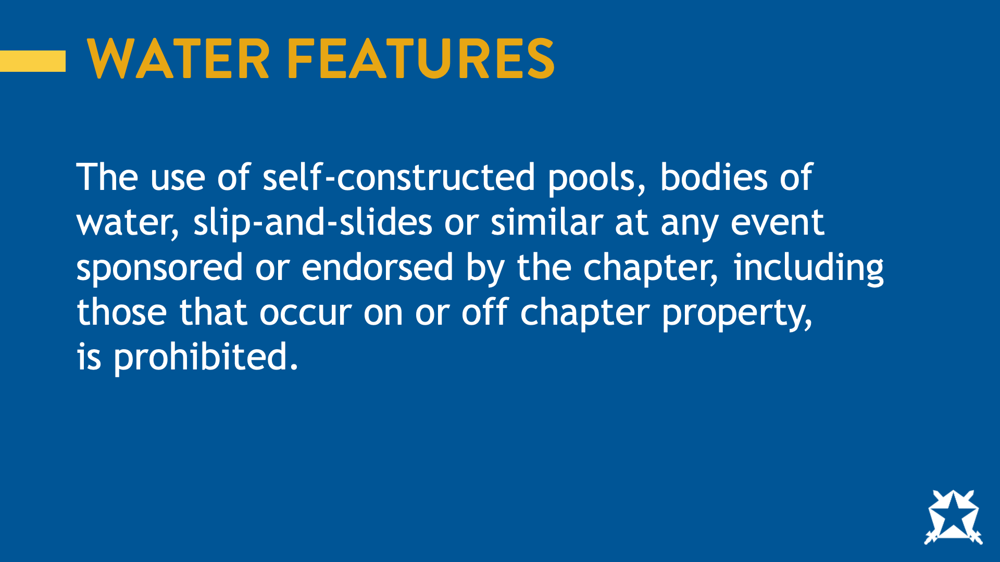 WATER FEATURES
The use of self-constructed pools, bodies of
water, slip-and-slides or similar at any event
sponsored or endorsed by the chapter, including
those that occur on or off chapter property,
is prohibited.